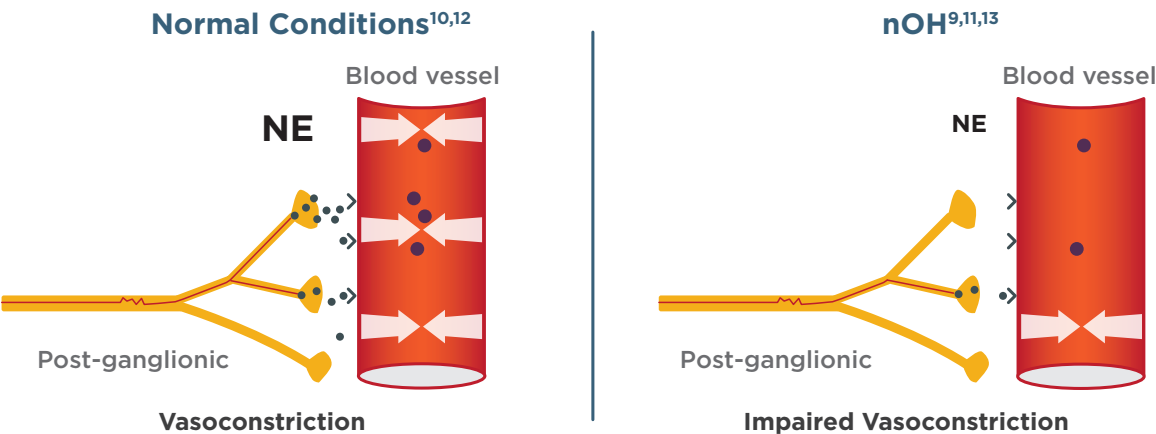 Normal Conditions10,12
Blood vessel
NE
Post-ganglionic
Vasoconstriction
nOH9,11,13
Blood vessel
NE
Post-ganglionic
Impaired Vasoconstriction